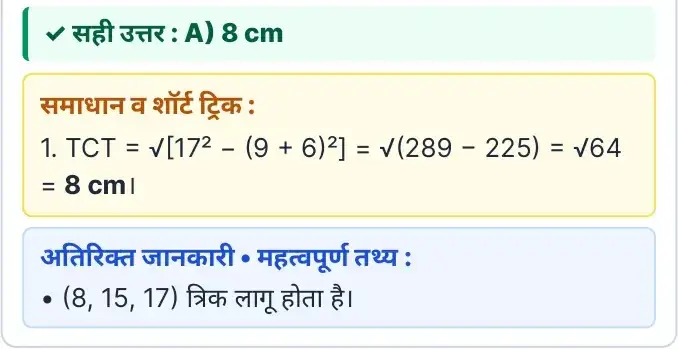 ✓ सही उत्तर : A) 8 cm
समाधान व शॉर्ट ट्रिक :
1. TCT = √[17² − (9 + 6)²] = √(289 − 225) = √64
= 8 cm।
अतिरिक्त जानकारी • महत्वपूर्ण तथ्य :
• (8, 15, 17) त्रिक लागू होता है।